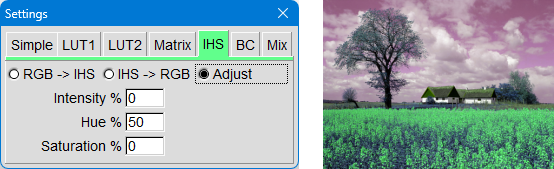 Settings
Simple LUT1 LUT2 Matrix IHS BC Mix
RGB -> IHS IHS -> RGB Adjust
Intensity % 0
Hue % 50
Saturation % 0